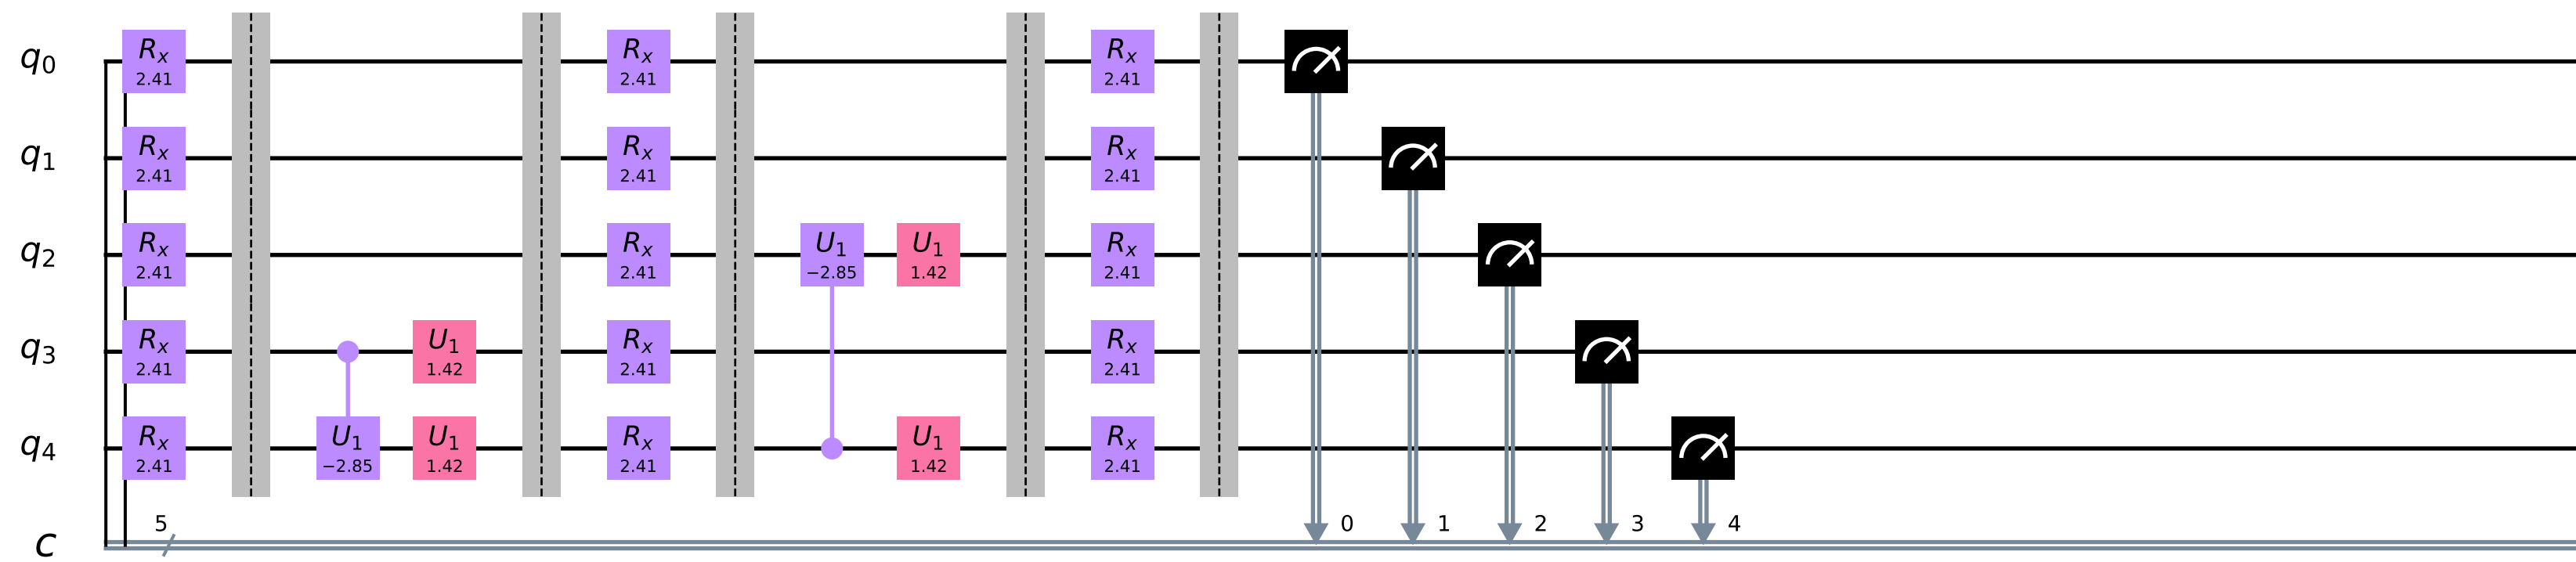 q0 Rx 2.41 Rx 2.41 Rx 2.41
q1 Rx 2.41 Rx 2.41 Rx 2.41
q2 Rx 2.41 Rx 2.41 U1 −2.85 U1 1.42 Rx 2.41
q3 Rx 2.41 U1 1.42 Rx 2.41 Rx 2.41
q4 Rx 2.41 U1 −2.85 U1 1.42 Rx 2.41 U1 1.42 Rx 2.41
c 5 0 1 2 3 4